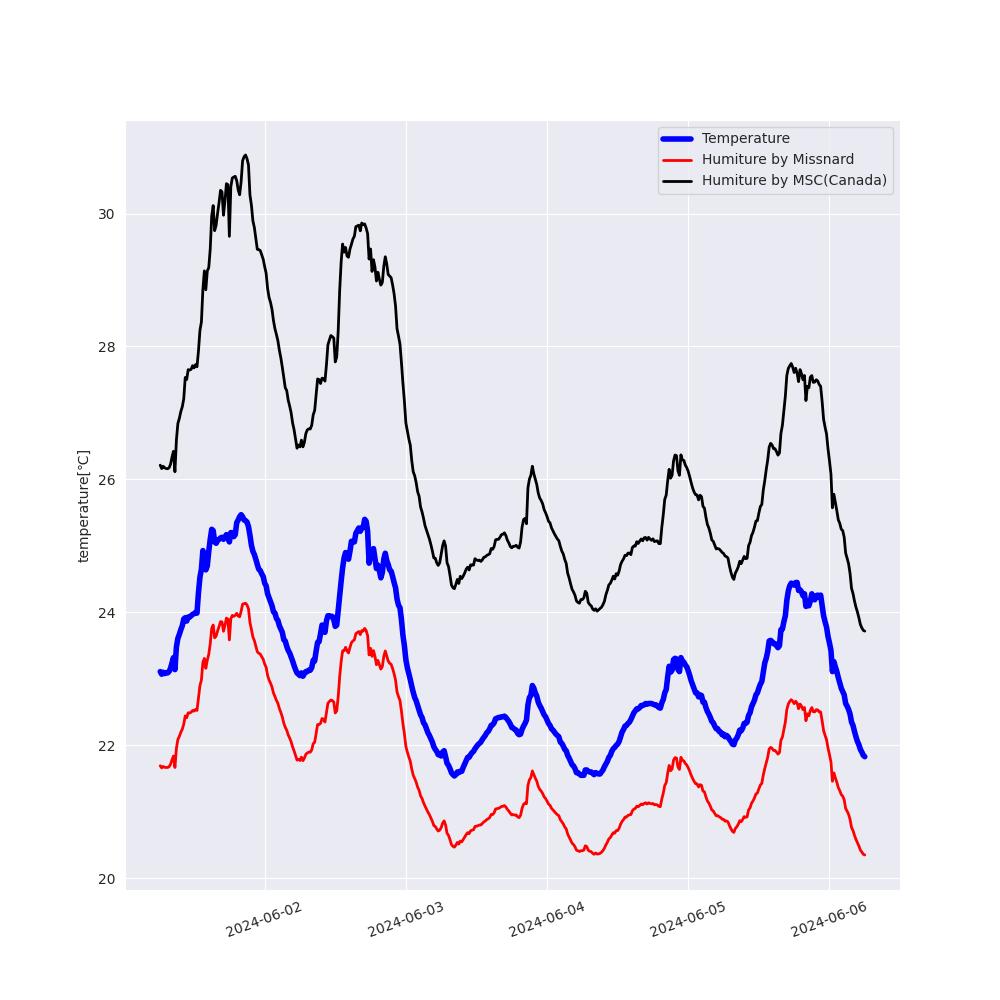 Temperature
Humiture by Missnard
Humiture by MSC(Canada)
temperature[℃]
30
28
26
24
22
20
2024-06-02
2024-06-03
2024-06-04
2024-06-05
2024-06-06